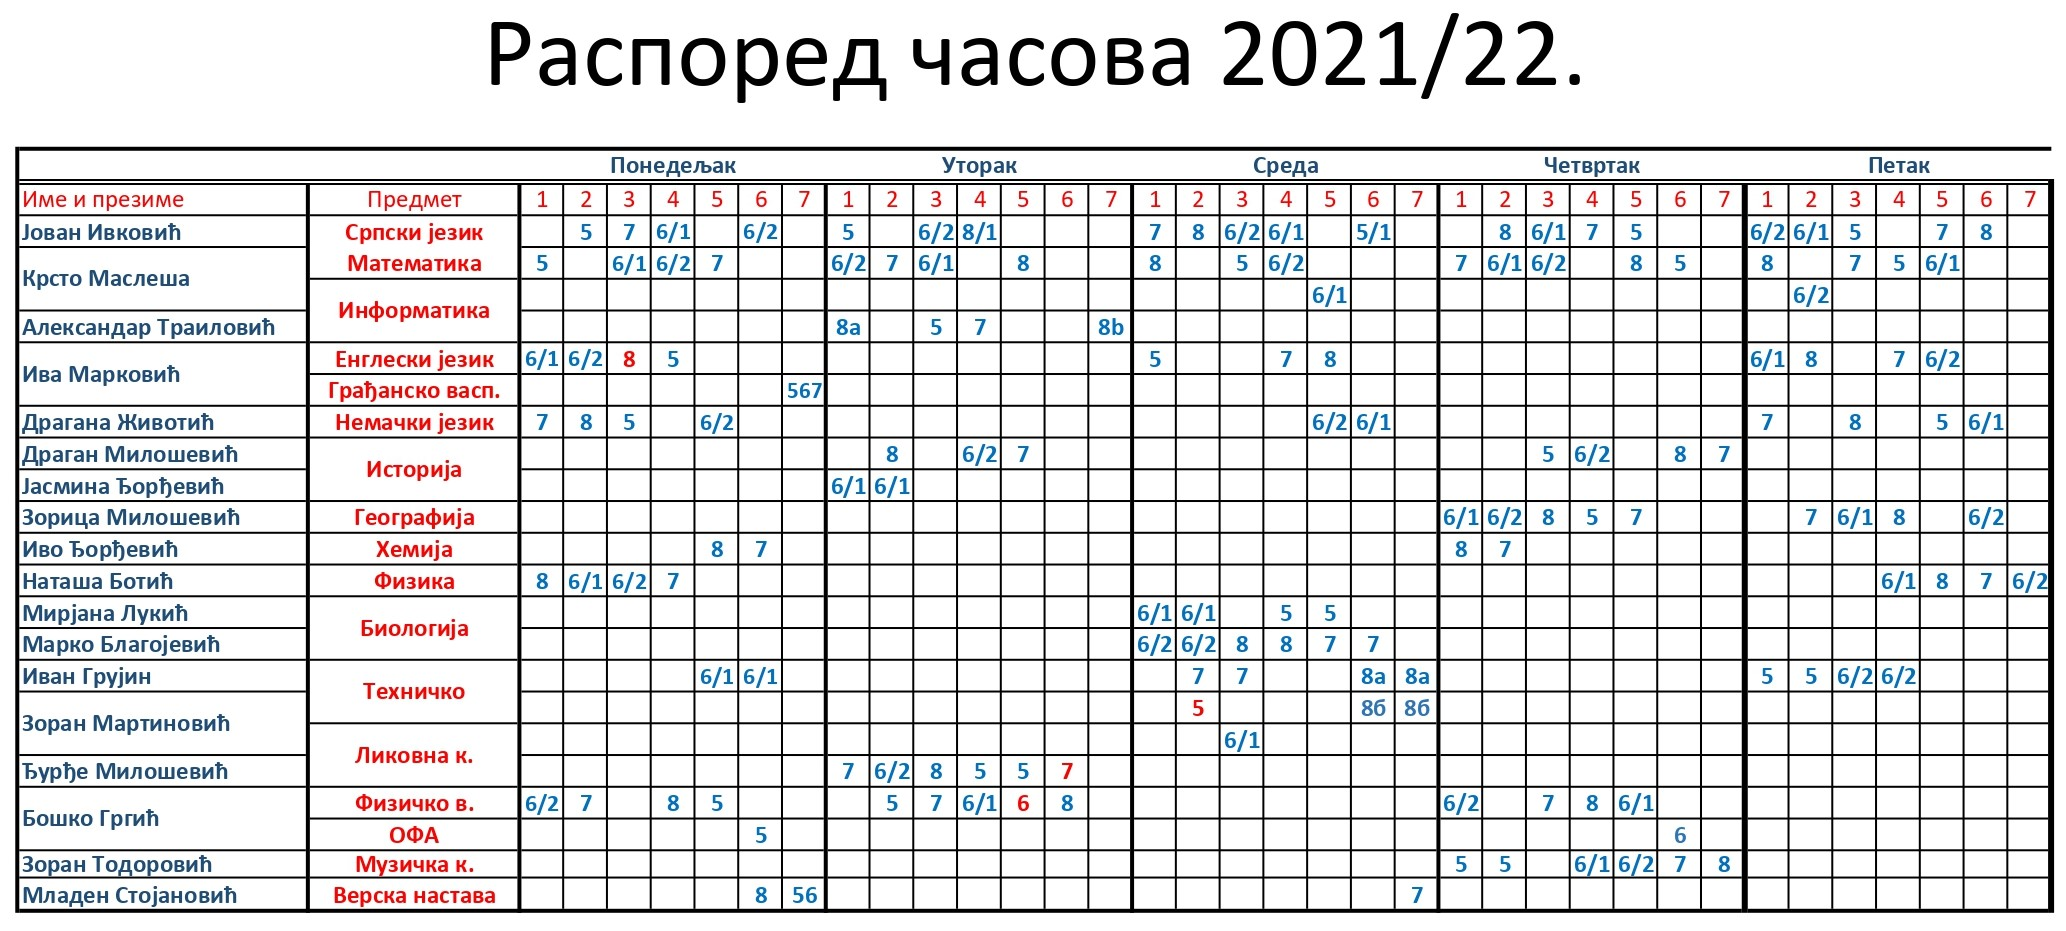 Распоред часова 2021/22.
Понедељак Уторак Среда Четвртак Петак
Име и презиме Предмет 1 2 3 4 5 6 7 1 2 3 4 5 6 7 1 2 3 4 5 6 7 1 2 3 4 5 6 7 1 2 3 4 5 6 7
Јован Ивковић Српски језик 5 7 6/1 6/2 5 6/2 8/1 7 8 6/2 6/1 5/1 8 6/1 7 5 6/2 6/1 5 7 8
Крсто Маслеша Математика 5 6/1 6/2 7 6/2 7 6/1 8 8 5 6/2 7 6/1 6/2 8 5 8 7 5 6/1
Информатика 6/1 6/2
Александар Траиловић 8а 5 7 8b
Ива Марковић Енглески језик 6/1 6/2 8 5 5 7 8 6/1 8 7 6/2
Грађанско васп. 567
Драгана Животић Немачки језик 7 8 5 6/2 6/2 6/1 7 8 5 6/1
Драган Милошевић Историја 8 6/2 7 5 6/2 8 7
Јасмина Ђорђевић 6/1 6/1
Зорица Милошевић Географија 6/1 6/2 8 5 7 7 6/1 8 6/2
Иво Ђорђевић Хемија 8 7 8 7
Наташа Ботић Физика 8 6/1 6/2 7 6/1 8 7 6/2
Мирјана Лукић Биологија 6/1 6/1 5 5
Марко Благојевић 6/2 6/2 8 8 7 7
Иван Грујин Техничко 6/1 6/1 7 7 8а 8а 5 5 6/2 6/2
Зоран Мартиновић 5 8б 8б
Ликовна к. 6/1
Ђурђе Милошевић 7 6/2 8 5 5 7
Бошко Гргић Физичко в. 6/2 7 8 5 5 7 6/1 6 8 6/2 7 8 6/1
ОФА 5 6
Зоран Тодоровић Музичка к. 5 5 6/1 6/2 7 8
Младен Стојановић Верска настава 8 56 7